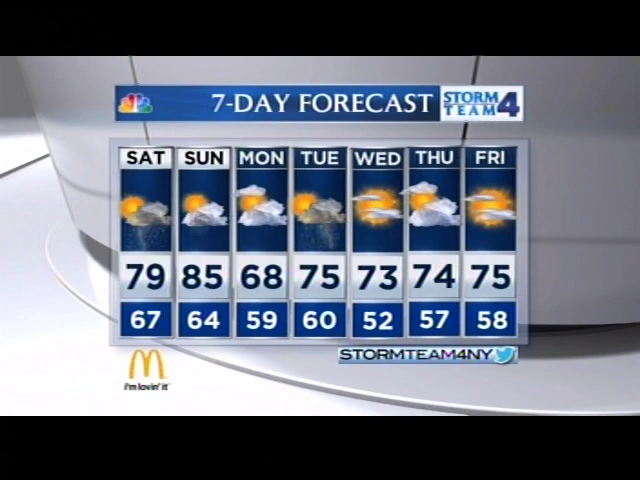 7-DAY FORECAST
STORM TEAM 4
SAT SUN MON TUE WED THU FRI
79 85 68 75 73 74 75
67 64 59 60 52 57 58
i'm lovin' it
STORMTEAM4NY